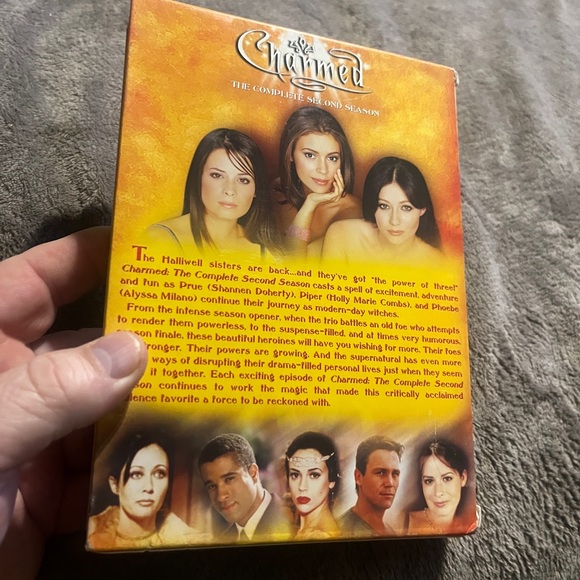 Charmed
THE COMPLETE SECOND SEASON
The Halliwell sisters are back...and they've got "the power of three!"
Charmed: The Complete Second Season casts a spell of excitement, adventure
and fun as Prue (Shannen Doherty), Piper (Holly Marie Combs), and Phoebe
(Alyssa Milano) continue their journey as modern-day witches.
From the intense season opener, when the trio battles an old foe who attempts
to render them powerless, to the suspense-filled, and at times very humorous,
season finale, these beautiful heroines will have you wishing for more. Their foes
stronger. Their powers are growing. And the supernatural has even more
ways of disrupting their drama-filled personal lives just when they seem
it together. Each exciting episode of Charmed: The Complete Second
continues to work the magic that made this critically acclaimed
favorite a force to be reckoned with.